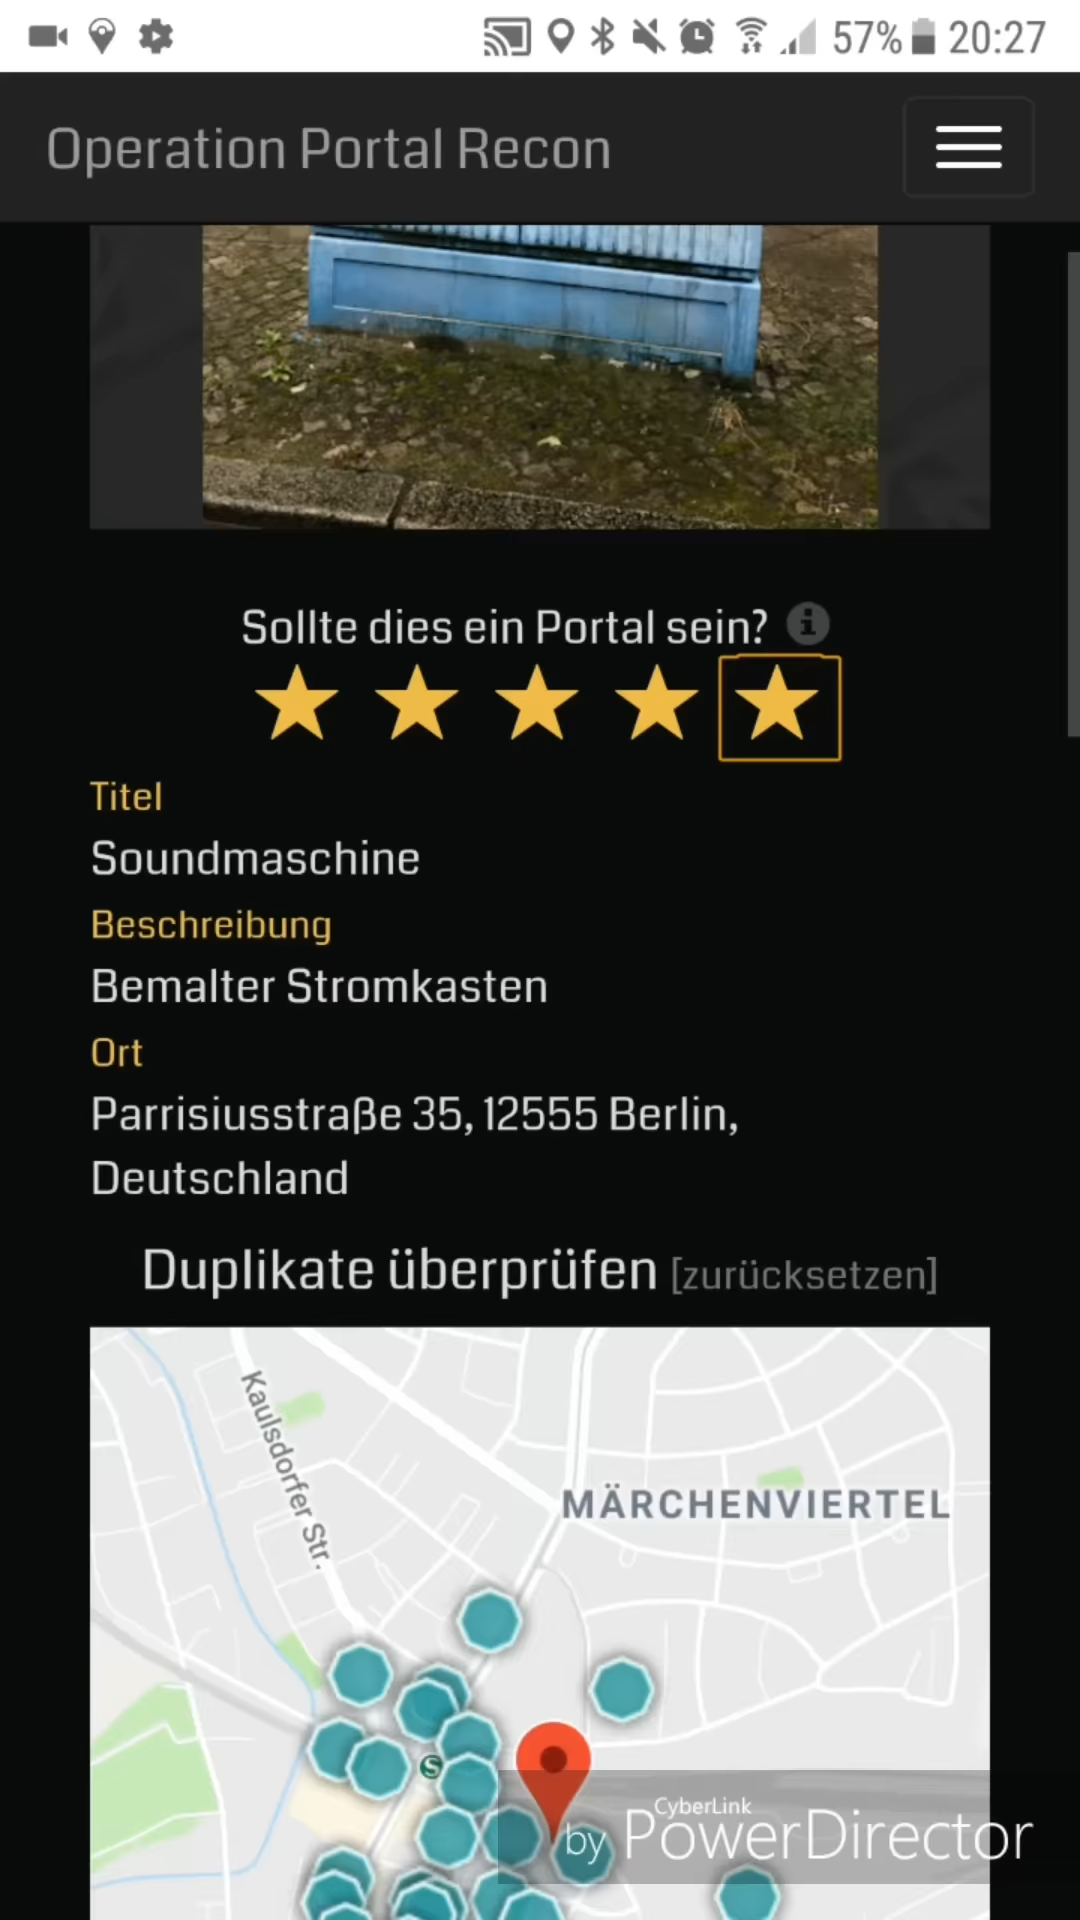 57% 20:27
Operation Portal Recon
Sollte dies ein Portal sein?
Titel
Soundmaschine
Beschreibung
Bemalter Stromkasten
Ort
Parrisiusstraße 35, 12555 Berlin,
Deutschland
Duplikate überprüfen [zurücksetzen]
Kaulsdorfer Str.
MÄRCHENVIERTEL
S
CyberLink
by PowerDirector